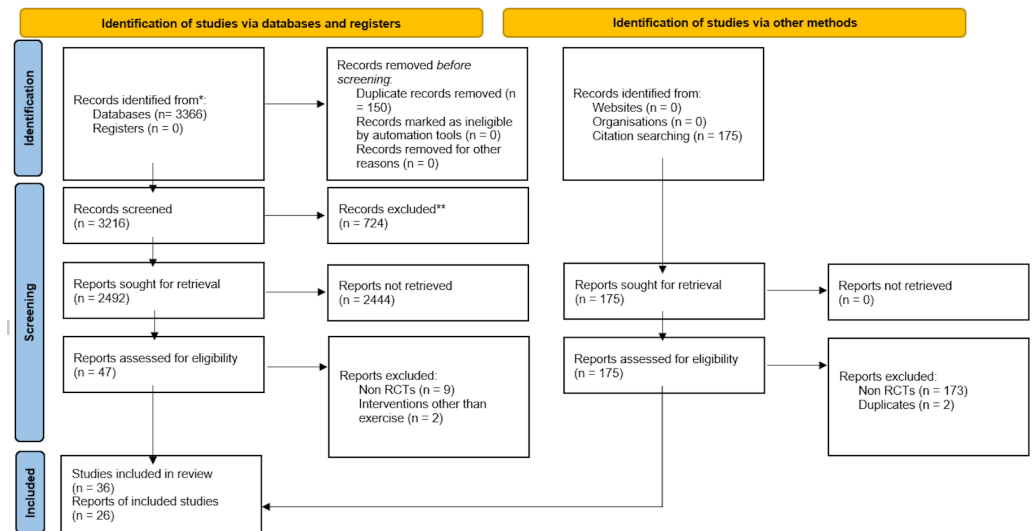 Identification of studies via databases and registers
Identification of studies via other methods
Identification
Records identified from*:
Databases (n= 3366)
Registers (n = 0)
Records removed before
screening:
Duplicate records removed (n
= 150)
Records marked as ineligible
by automation tools (n = 0)
Records removed for other
reasons (n = 0)
Records identified from:
Websites (n = 0)
Organisations (n = 0)
Citation searching (n = 175)
Screening
Records screened
(n = 3216)
Records excluded**
(n = 724)
Reports sought for retrieval
(n = 2492)
Reports not retrieved
(n = 2444)
Reports sought for retrieval
(n = 175)
Reports not retrieved
(n = 0)
Reports assessed for eligibility
(n = 47)
Reports excluded:
Non RCTs (n = 9)
Interventions other than
exercise (n = 2)
Reports assessed for eligibility
(n = 175)
Reports excluded:
Non RCTs (n = 173)
Duplicates (n = 2)
Included
Studies included in review
(n = 36)
Reports of included studies
(n = 26)